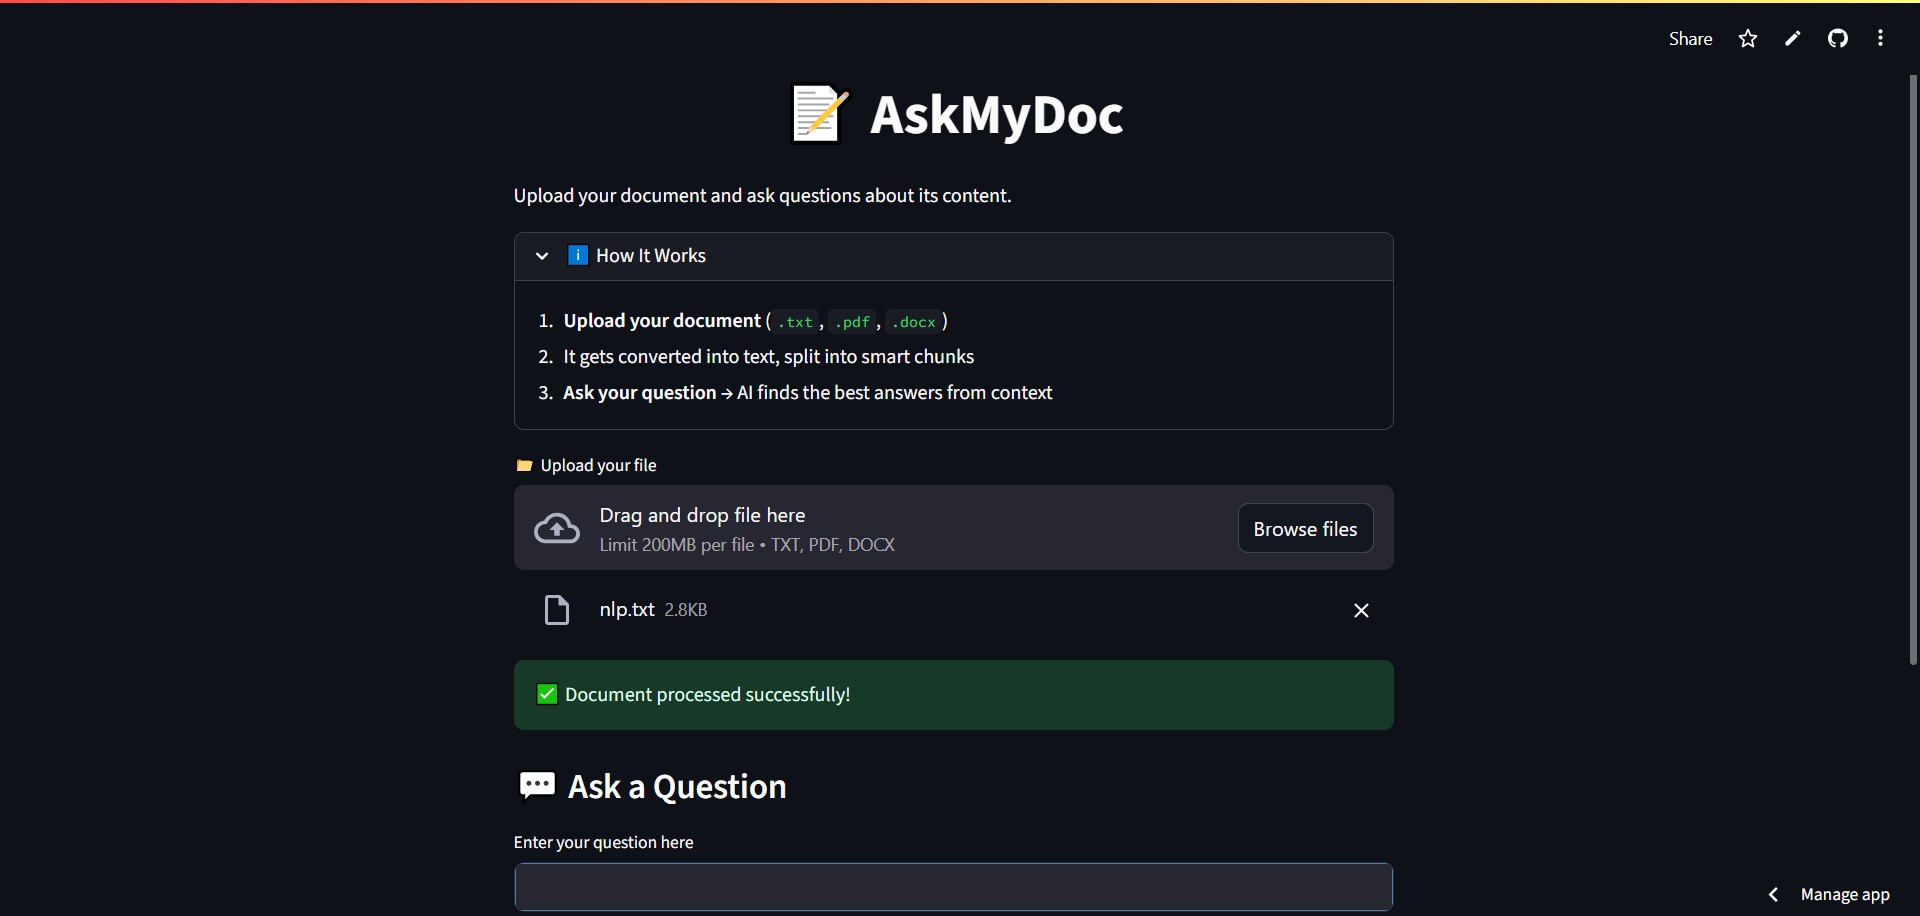 Share
AskMyDoc
Upload your document and ask questions about its content.
How It Works
1. Upload your document ( .txt , .pdf , .docx )
2. It gets converted into text, split into smart chunks
3. Ask your question → AI finds the best answers from context
Upload your file
Drag and drop file here
Limit 200MB per file • TXT, PDF, DOCX
Browse files
nlp.txt 2.8KB
Document processed successfully!
Ask a Question
Enter your question here
Manage app